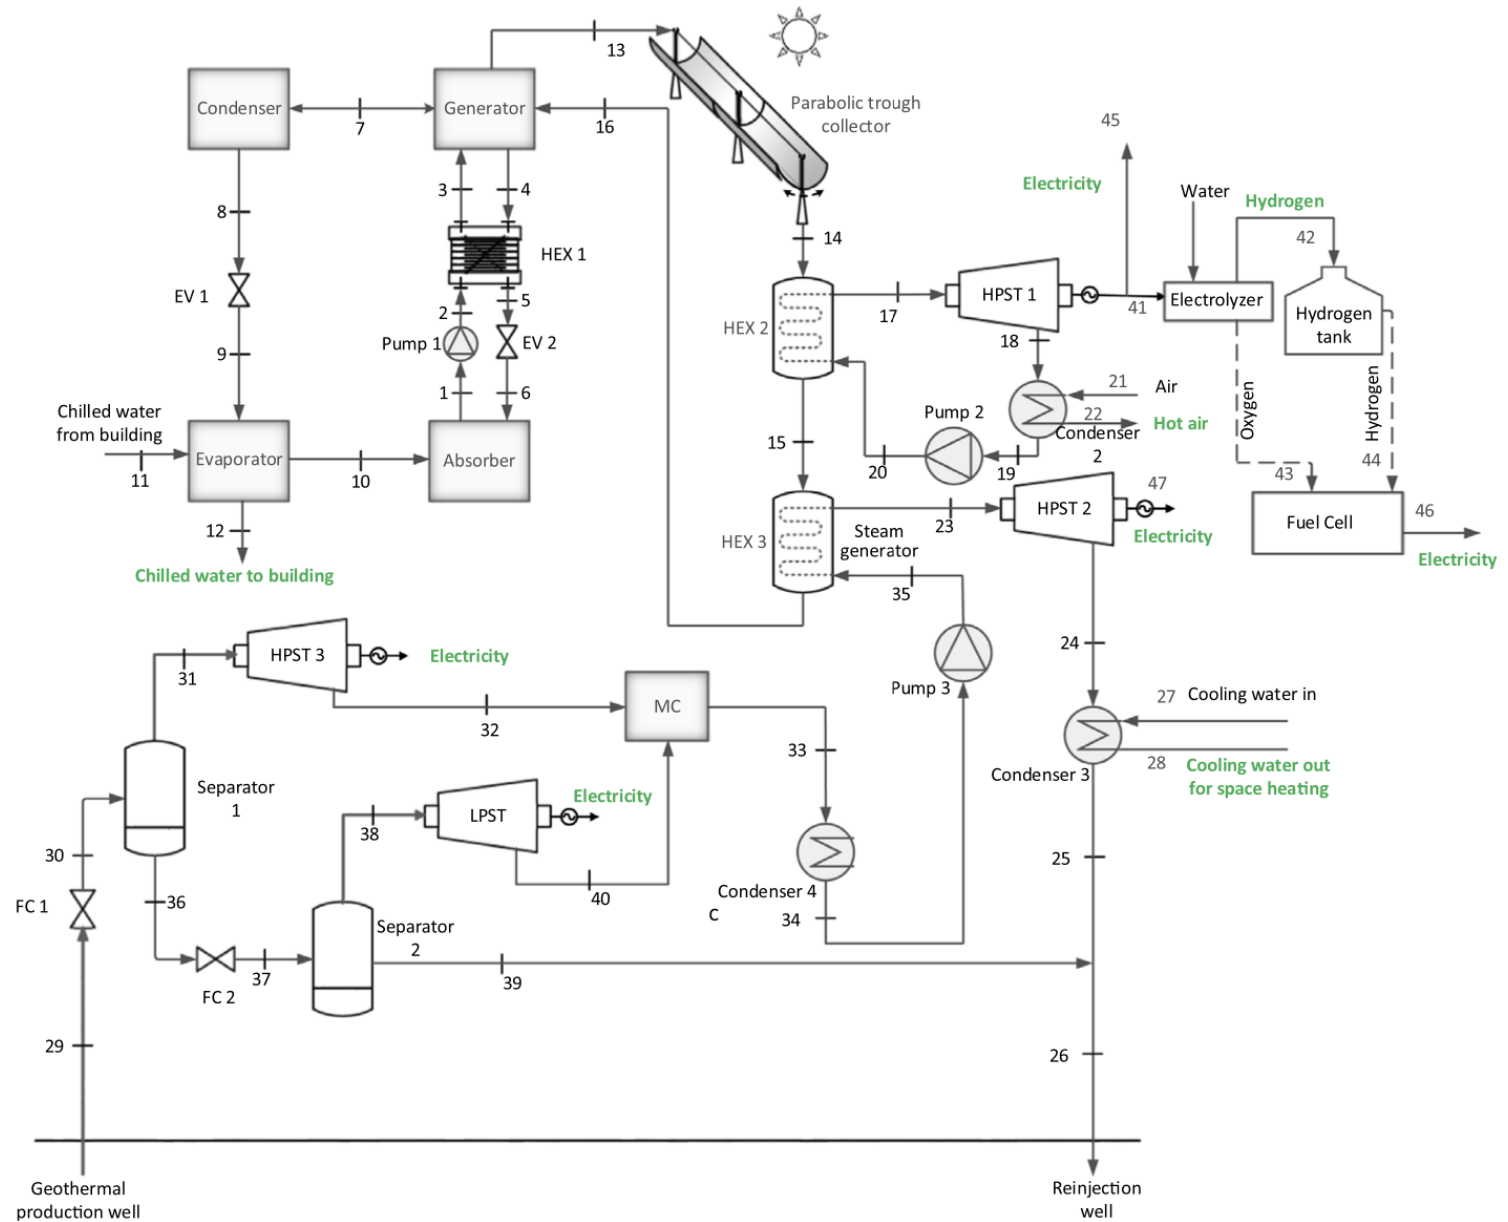 13
Condenser
Generator
7
16
Parabolic trough
collector
45
Electricity
Water
Hydrogen
42
3
4
8
HEX 1
14
EV 1
5
2
Pump 1
EV 2
HEX 2
17
HPST 1
41
Electrolyzer
Hydrogen
tank
18
9
1
6
21
Air
22
Hot air
Condenser
2
Oxygen
Hydrogen
Chilled water
from building
Pump 2
15
20
19
11
Evaporator
10
Absorber
43
44
47
23
HPST 2
Electricity
Fuel Cell
46
Electricity
12
HEX 3
Steam
generator
Chilled water to building
35
31
HPST 3
Electricity
32
MC
Pump 3
24
27
Cooling water in
33
28
Cooling water out
for space heating
Condenser 3
Separator
1
38
LPST
Electricity
30
FC 1
36
40
Condenser 4
C
34
25
Separator
2
37
FC 2
39
29
26
Geothermal
production well
Reinjection
well